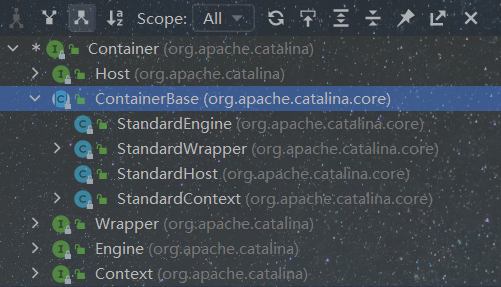 Scope: All
Container (org.apache.catalina)
Host (org.apache.catalina)
ContainerBase (org.apache.catalina.core)
StandardEngine (org.apache.catalina.core)
StandardWrapper (org.apache.catalina.core)
StandardHost (org.apache.catalina.core)
StandardContext (org.apache.catalina.core)
Wrapper (org.apache.catalina)
Engine (org.apache.catalina)
Context (org.apache.catalina)